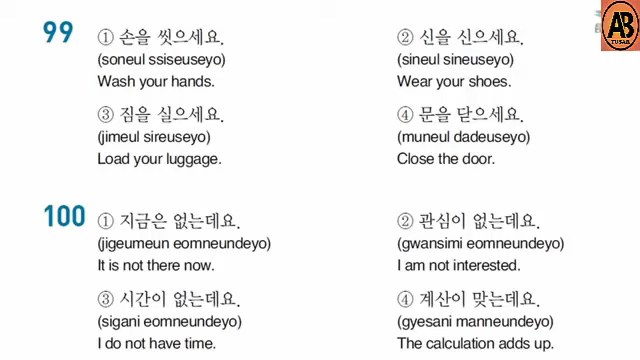 99
① 손을 씻으세요.
(soneul ssiseuseyo)
Wash your hands.
② 신을 신으세요.
(sineul sineuseyo)
Wear your shoes.
③ 짐을 실으세요.
(jimeul sireuseyo)
Load your luggage.
④ 문을 닫으세요.
(muneul dadeuseyo)
Close the door.
100
① 지금은 없는데요.
(jigeumeun eomneundeyo)
It is not there now.
② 관심이 없는데요.
(gwansimi eomneundeyo)
I am not interested.
③ 시간이 없는데요.
(sigani eomneundeyo)
I do not have time.
④ 계산이 맞는데요.
(gyesani manneundeyo)
The calculation adds up.
AB
TUSAR